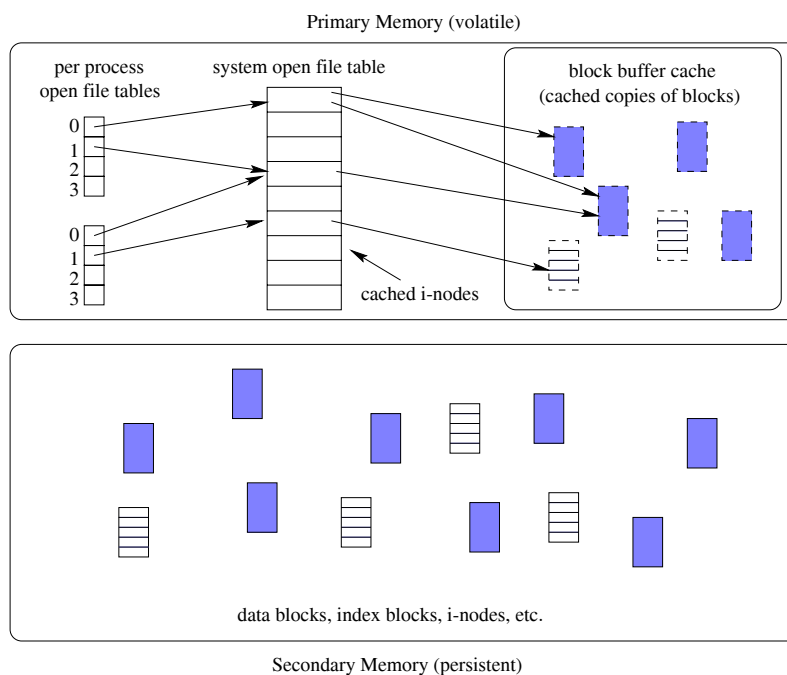 Primary Memory (volatile)
per process
open file tables
system open file table
block buffer cache
(cached copies of blocks)
0
1
2
3
0
1
2
3
cached i-nodes
data blocks, index blocks, i-nodes, etc.
Secondary Memory (persistent)